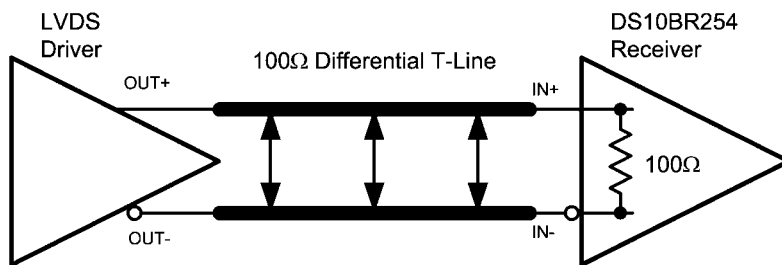 LVDS
Driver
DS10BR254
Receiver
100Ω Differential T-Line
OUT+
IN+
100Ω
OUT-
IN-